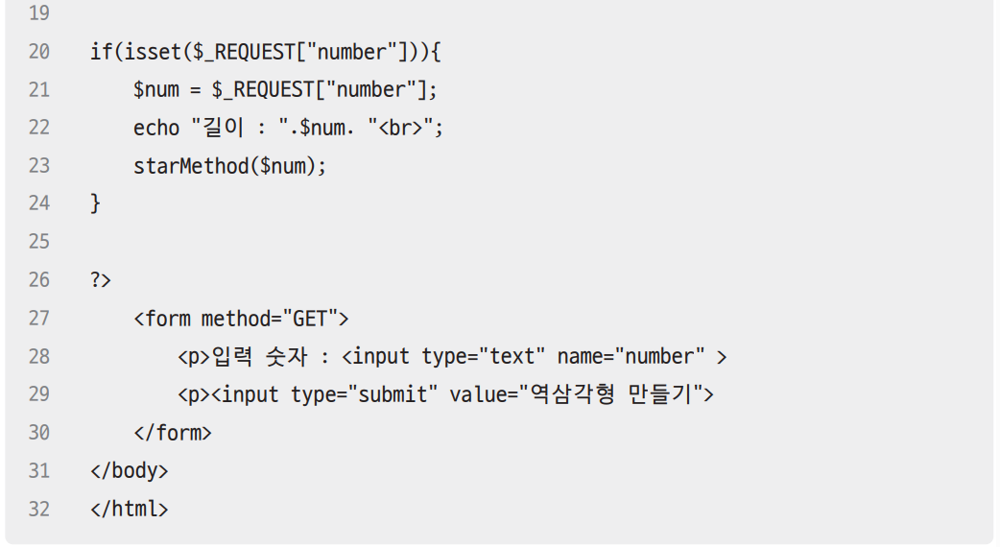 19
20 if(isset($_REQUEST["number"])){
21 $num = $_REQUEST["number"];
22 echo "길이 : ".$num. "<br>";
23 starMethod($num);
24 }
25
26 ?>
27 <form method="GET">
28 <p>입력 숫자 : <input type="text" name="number" >
29 <p><input type="submit" value="역삼각형 만들기">
30 </form>
31 </body>
32 </html>